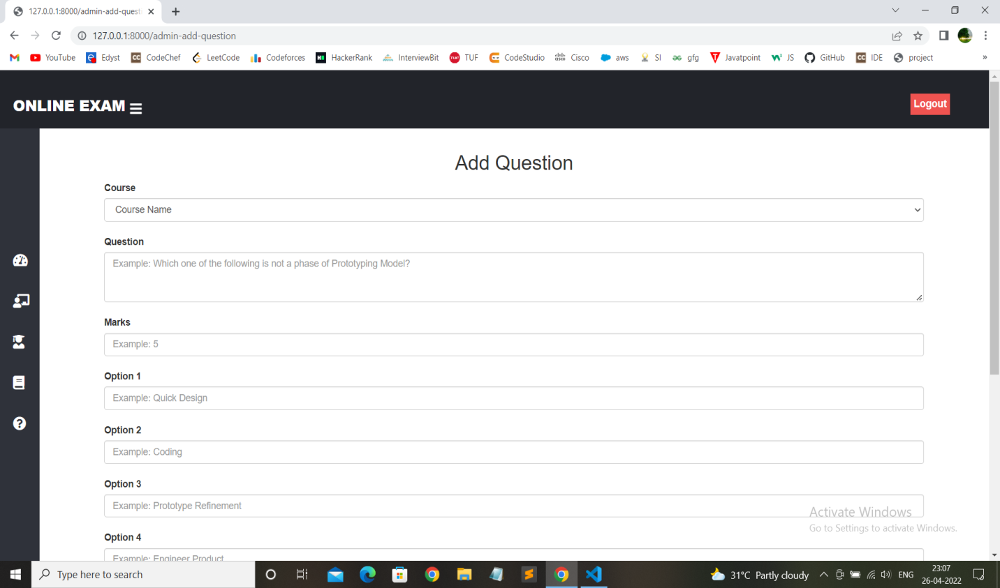 127.0.0.1:8000/admin-add-quest
127.0.0.1:8000/admin-add-question
YouTube Edyst CodeChef LeetCode Codeforces HackerRank InterviewBit TUF CodeStudio Cisco aws SI gfg Javatpoint JS GitHub IDE project »
ONLINE EXAM
Logout
Add Question
Course
Course Name
Question
Example: Which one of the following is not a phase of Prototyping Model?
Marks
Example: 5
Option 1
Example: Quick Design
Option 2
Example: Coding
Option 3
Example: Prototype Refinement
Activate Windows
Go to Settings to activate Windows.
Option 4
Example: Engineer Product
Type here to search
31°C Partly cloudy
ENG
23:07
26-04-2022